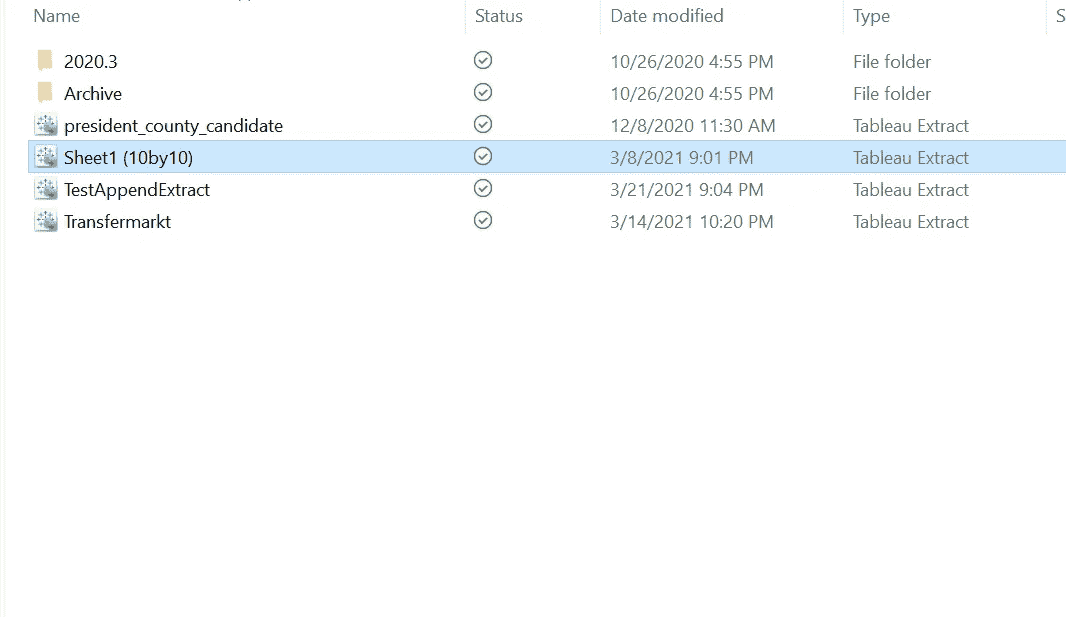 Name Status Date modified Type S
2020.3 10/26/2020 4:55 PM File folder
Archive 10/26/2020 4:55 PM File folder
president_county_candidate 12/8/2020 11:30 AM Tableau Extract
Sheet1 (10by10) 3/8/2021 9:01 PM Tableau Extract
TestAppendExtract 3/21/2021 9:04 PM Tableau Extract
Transfermarkt 3/14/2021 10:20 PM Tableau Extract